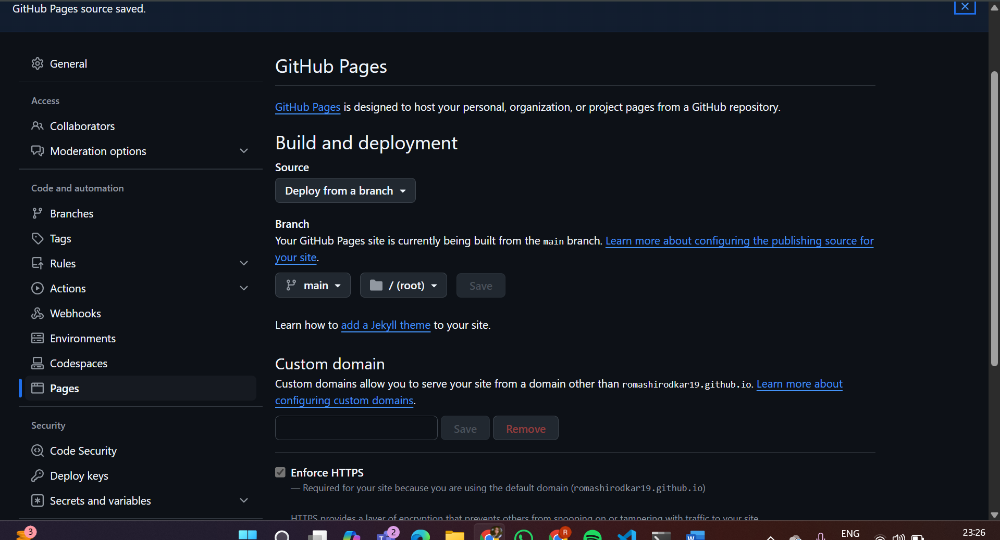 GitHub Pages source saved.
General
Access
Collaborators
Moderation options
Code and automation
Branches
Tags
Rules
Actions
Webhooks
Environments
Codespaces
Pages
Security
Code Security
Deploy keys
Secrets and variables
GitHub Pages
GitHub Pages is designed to host your personal, organization, or project pages from a GitHub repository.
Build and deployment
Source
Deploy from a branch
Branch
Your GitHub Pages site is currently being built from the main branch. Learn more about configuring the publishing source for
your site.
main / (root) Save
Learn how to add a Jekyll theme to your site.
Custom domain
Custom domains allow you to serve your site from a domain other than romashirodkar19.github.io. Learn more about
configuring custom domains.
Save Remove
Enforce HTTPS
— Required for your site because you are using the default domain (romashirodkar19.github.io)
HTTPS provides a layer of encryption that prevents others from snooping on or tampering with traffic to your site.
3 2 R ENG 23:26